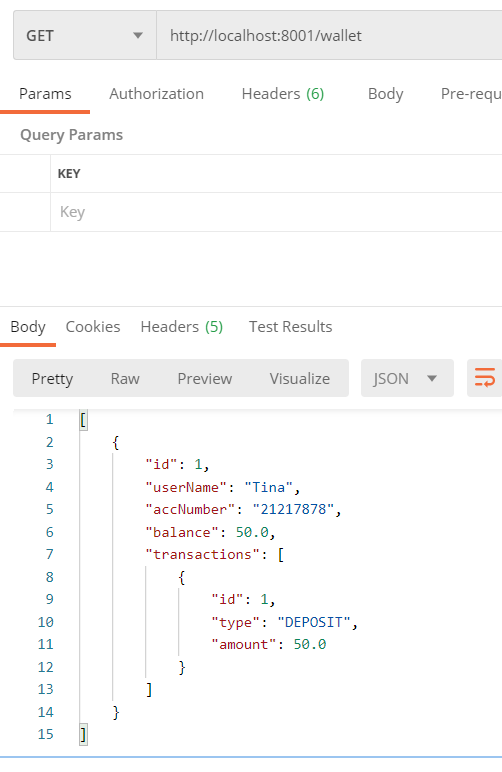 GET http://localhost:8001/wallet
Params Authorization Headers (6) Body Pre-requ
Query Params
KEY
Key
Body Cookies Headers (5) Test Results
Pretty Raw Preview Visualize JSON
1 [
2 {
3 "id": 1,
4 "userName": "Tina",
5 "accNumber": "21217878",
6 "balance": 50.0,
7 "transactions": [
8 {
9 "id": 1,
10 "type": "DEPOSIT",
11 "amount": 50.0
12 }
13 ]
14 }
15 ]